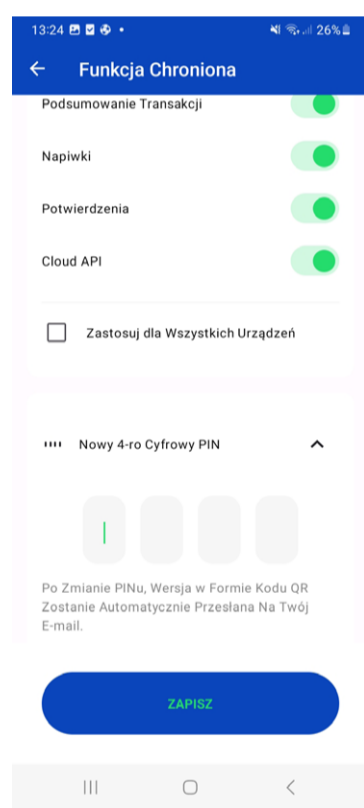 13:24 26%
Funkcja Chroniona
Podsumowanie Transakcji
Napiwki
Potwierdzenia
Cloud API
Zastosuj dla Wszystkich Urządzeń
Nowy 4-ro Cyfrowy PIN
Po Zmianie PINu, Wersja w Formie Kodu QR
Zostanie Automatycznie Przesłana Na Twój
E-mail.
ZAPISZ